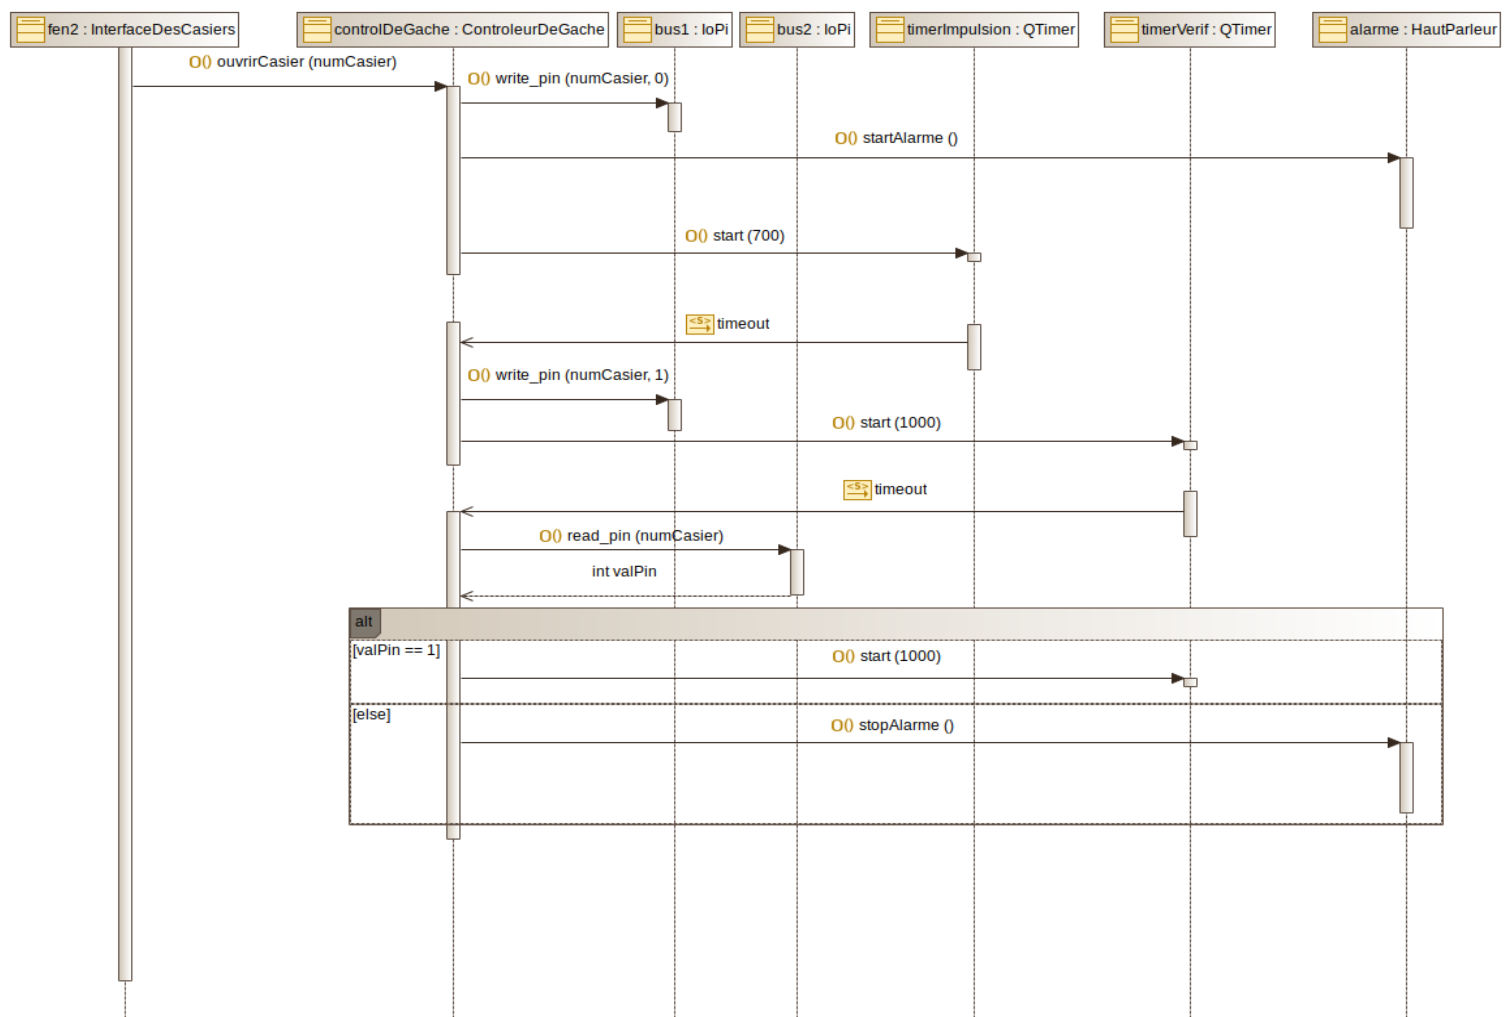 fen2 : InterfaceDesCasiers
controlDeGache : ControleurDeGache
bus1 : IoPi
bus2 : IoPi
timerImpulsion : QTimer
timerVerif : QTimer
alarme : HautParleur
O() ouvrirCasier (numCasier)
O() write_pin (numCasier, 0)
O() startAlarme ()
O() start (700)
<S> timeout
O() write_pin (numCasier, 1)
O() start (1000)
<S> timeout
O() read_pin (numCasier)
int valPin
alt
[valPin == 1]
O() start (1000)
[else]
O() stopAlarme ()